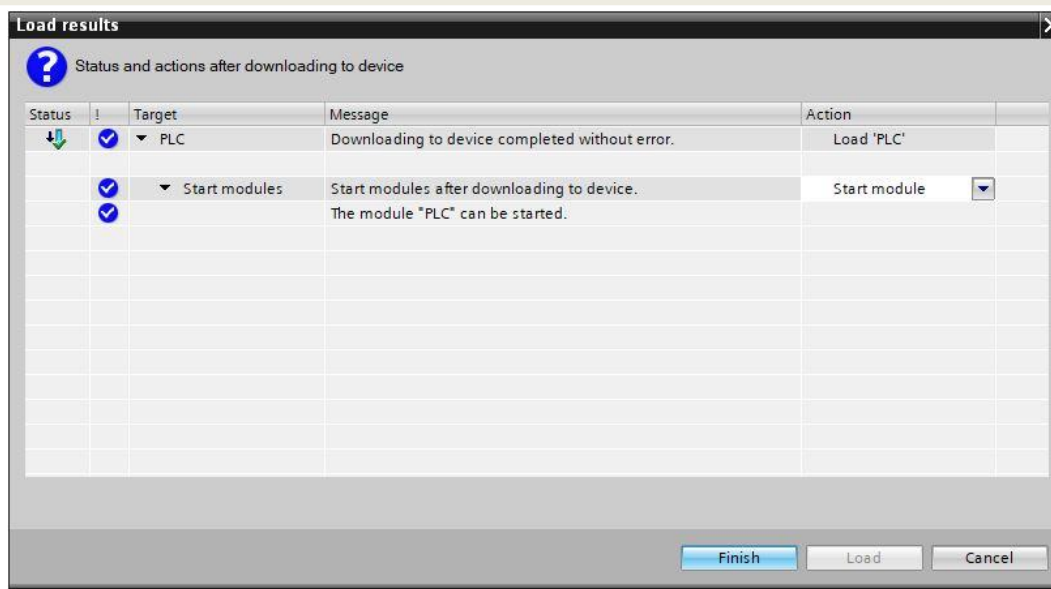 Load results
Status and actions after downloading to device
Status ! Target Message Action
PLC Downloading to device completed without error. Load 'PLC'
Start modules Start modules after downloading to device. Start module
The module "PLC" can be started.
Finish Load Cancel